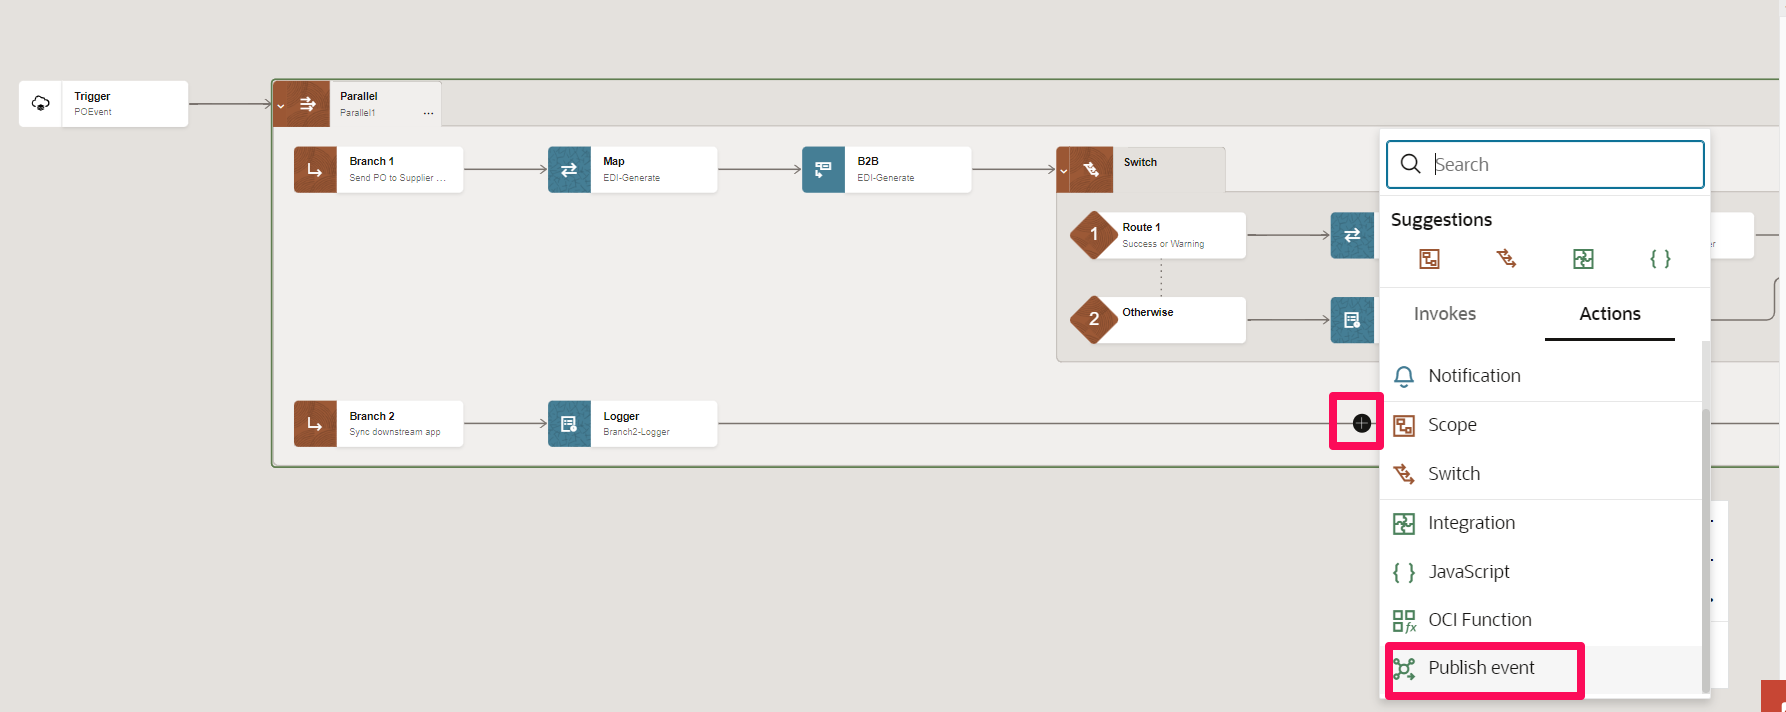 Trigger
POEvent
Parallel
Parallel1
...
Branch 1
Send PO to Supplier ...
Map
EDI-Generate
B2B
EDI-Generate
Switch
1
Route 1
Success or Warning
2
Otherwise
Branch 2
Sync downstream app
Logger
Branch2-Logger
Search
Suggestions
Invokes
Actions
Notification
Scope
Switch
Integration
JavaScript
OCI Function
Publish event